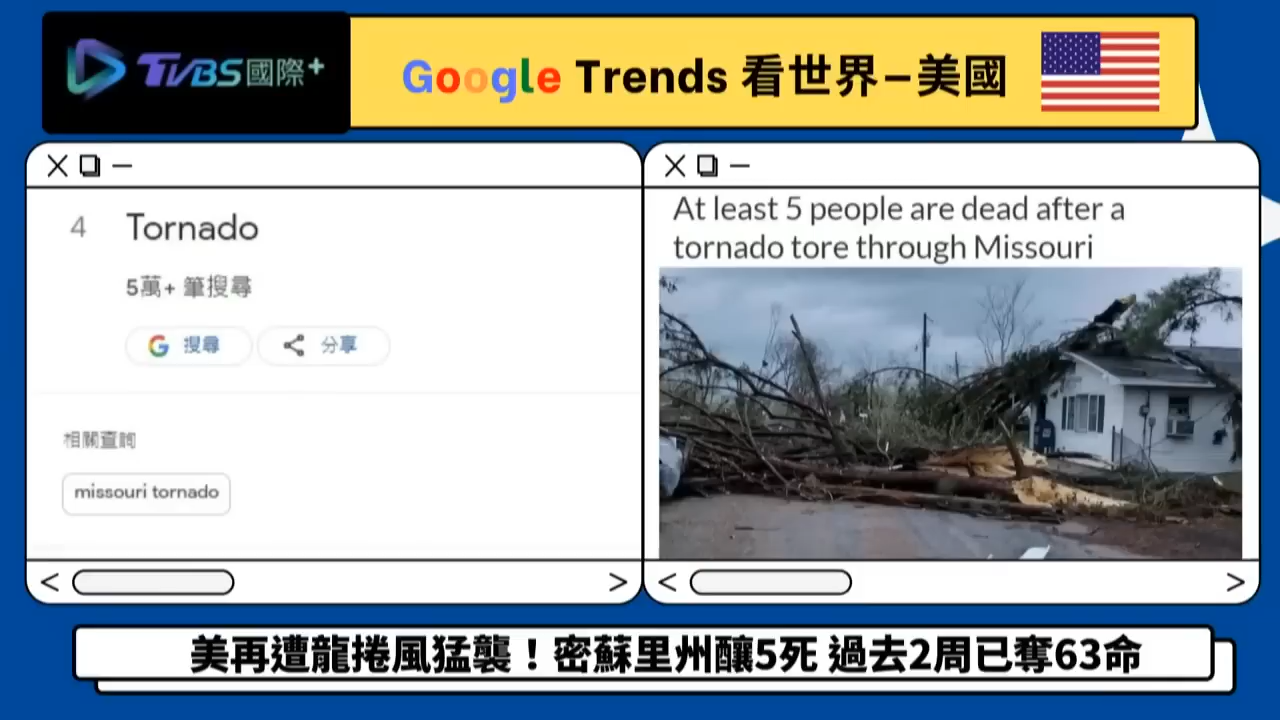 TVBS國際+
Google Trends 看世界–美國
4 Tornado
5萬+ 筆搜尋
搜尋 分享
相關查詢
missouri tornado
At least 5 people are dead after a
tornado tore through Missouri
美再遭龍捲風猛襲！密蘇里州釀5死 過去2周已奪63命